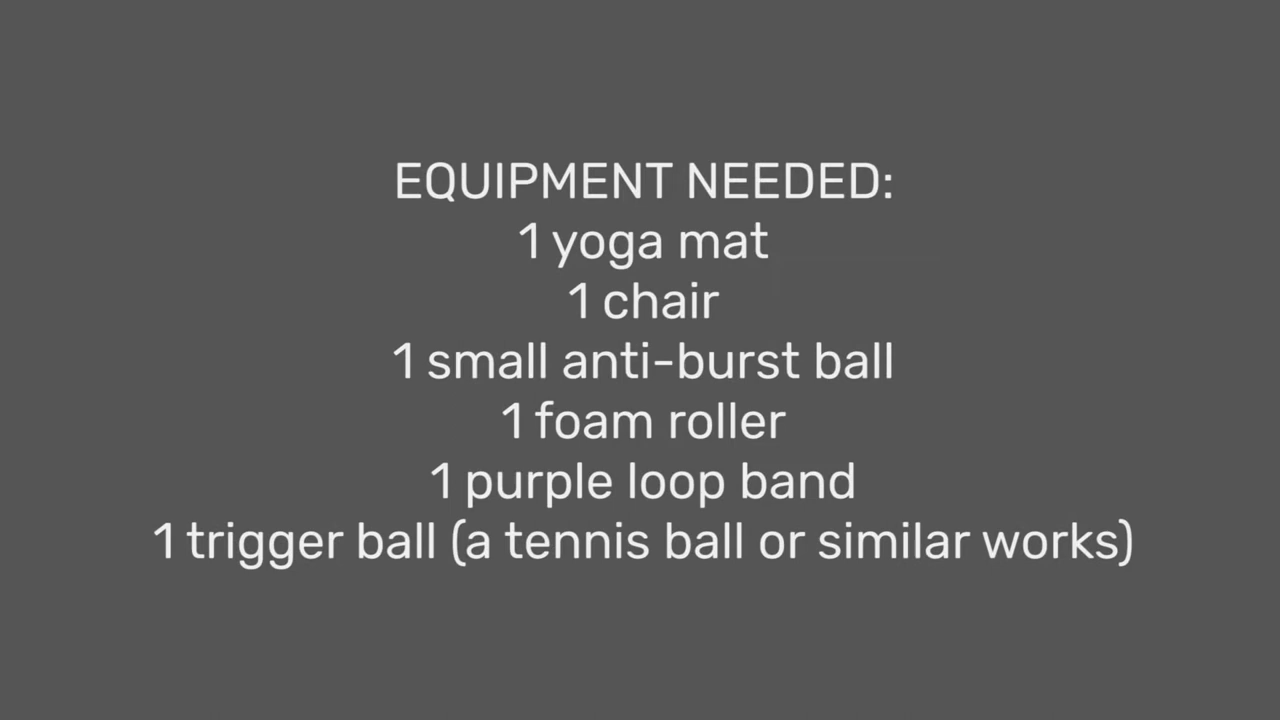 EQUIPMENT NEEDED:
1 yoga mat
1 chair
1 small anti-burst ball
1 foam roller
1 purple loop band
1 trigger ball (a tennis ball or similar works)